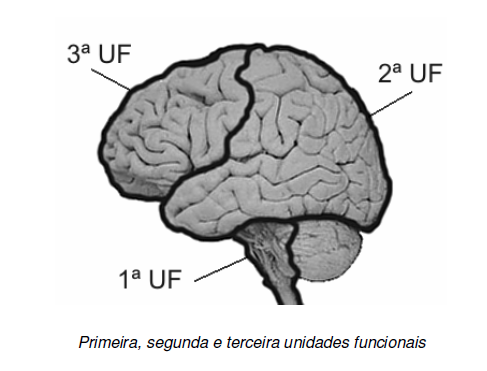 3ª UF
2ª UF
1ª UF
Primeira, segunda e terceira unidades funcionais